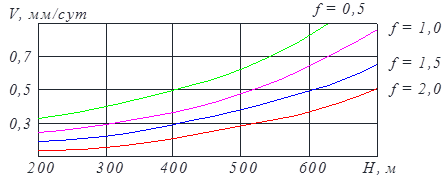 V, мм/сут
f = 0,5
f = 1,0
0,7
f = 1,5
0,5
f = 2,0
0,3
200 300 400 500 600 H, м